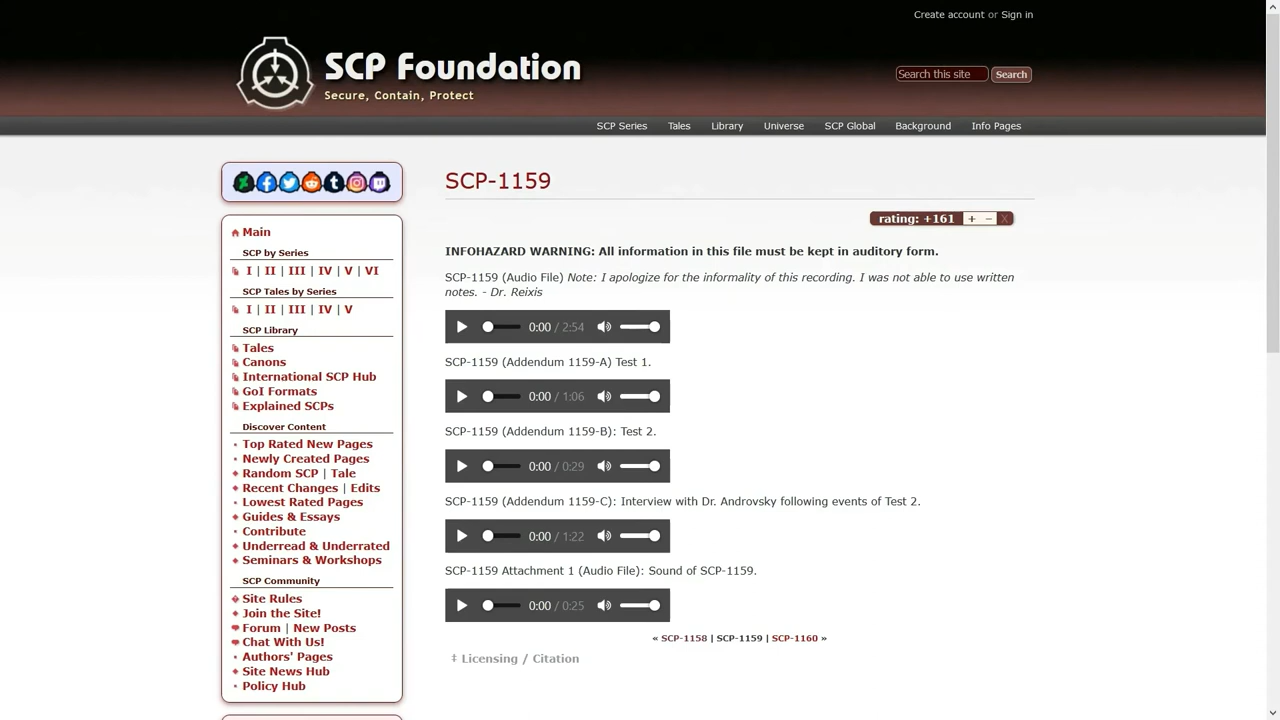 Create account or Sign in
SCP Foundation
Secure, Contain, Protect
Search this site
Search
SCP Series Tales Library Universe SCP Global Background Info Pages
Main
SCP by Series
I | II | III | IV | V | VI
SCP Tales by Series
I | II | III | IV | V
SCP Library
Tales
Canons
International SCP Hub
GoI Formats
Explained SCPs
Discover Content
Top Rated New Pages
Newly Created Pages
Random SCP | Tale
Recent Changes | Edits
Lowest Rated Pages
Guides & Essays
Contribute
Underread & Underrated
Seminars & Workshops
SCP Community
Site Rules
Join the Site!
Forum | New Posts
Chat With Us!
Authors' Pages
Site News Hub
Policy Hub
SCP-1159
rating: +161 + − X
INFOHAZARD WARNING: All information in this file must be kept in auditory form.
SCP-1159 (Audio File) Note: I apologize for the informality of this recording. I was not able to use written
notes. - Dr. Reixis
0:00 / 2:54
SCP-1159 (Addendum 1159-A) Test 1.
0:00 / 1:06
SCP-1159 (Addendum 1159-B): Test 2.
0:00 / 0:29
SCP-1159 (Addendum 1159-C): Interview with Dr. Androvsky following events of Test 2.
0:00 / 1:22
SCP-1159 Attachment 1 (Audio File): Sound of SCP-1159.
0:00 / 0:25
« SCP-1158 | SCP-1159 | SCP-1160 »
‡ Licensing / Citation